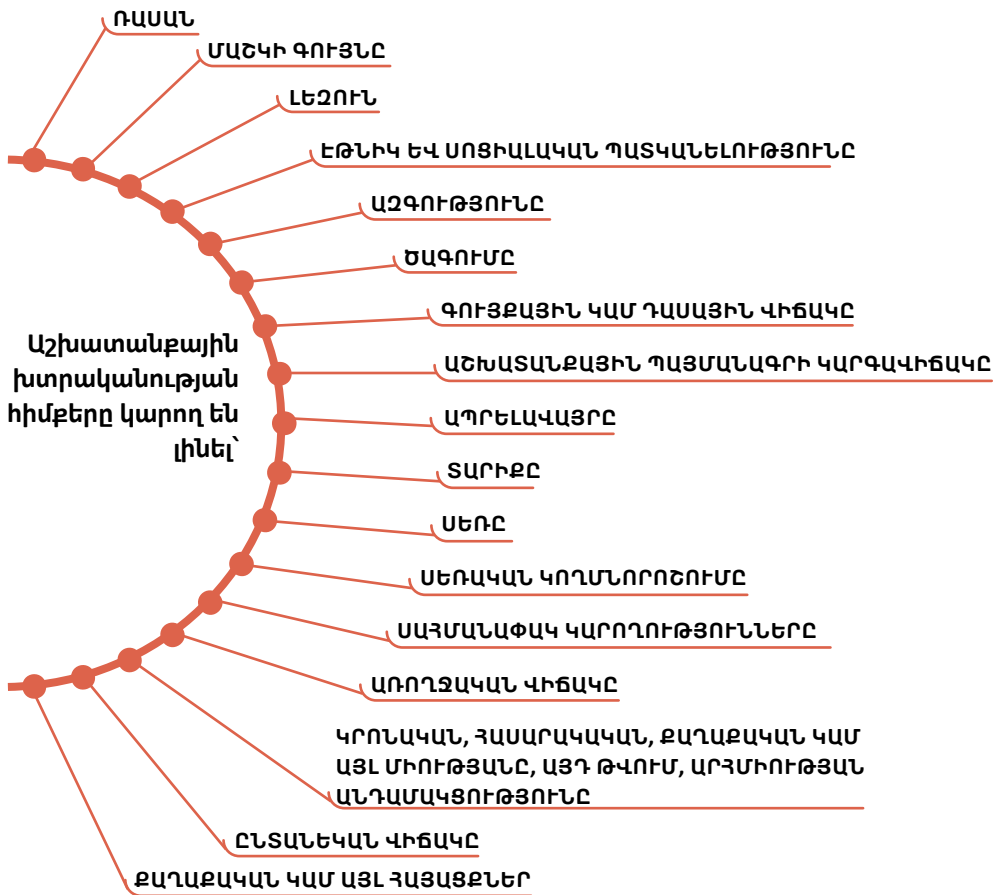 ՌԱՍԱՆ
ՄԱՇԿԻ ԳՈՒՅՆԸ
ԼԵԶՈՒՆ
ԷԹՆԻԿ ԵՎ ՍՈՑԻԱԼԱԿԱՆ ՊԱՏԿԱՆԵԼՈՒԹՅՈՒՆԸ
ԱԶԳՈՒԹՅՈՒՆԸ
ԾԱԳՈՒՄԸ
ԳՈՒՅՔԱՅԻՆ ԿԱՄ ԴԱՍԱՅԻՆ ՎԻՃԱԿԸ
Աշխատանքային
խտրականության
հիմքերը կարող են
լինել՝
ԱՇԽԱՏԱՆՔԱՅԻՆ ՊԱՅՄԱՆԱԳՐԻ ԿԱՐԳԱՎԻՃԱԿԸ
ԱՊՐԵԼԱՎԱՅՐԸ
ՏԱՐԻՔԸ
ՍԵՌԸ
ՍԵՌԱԿԱՆ ԿՈՂՄՆՈՐՈՇՈՒՄԸ
ՍԱՀՄԱՆԱՓԱԿ ԿԱՐՈՂՈՒԹՅՈՒՆՆԵՐԸ
ԱՌՈՂՋԱԿԱՆ ՎԻՃԱԿԸ
ԿՐՈՆԱԿԱՆ, ՀԱՍԱՐԱԿԱԿԱՆ, ՔԱՂԱՔԱԿԱՆ ԿԱՄ
ԱՅԼ ՄԻՈՒԹՅԱՆԸ, ԱՅԴ ԹՎՈՒՄ, ԱՐՀՄԻՈՒԹՅԱՆ
ԱՆԴԱՄԱԿՑՈՒԹՅՈՒՆԸ
ԸՆՏԱՆԵԿԱՆ ՎԻՃԱԿԸ
ՔԱՂԱՔԱԿԱՆ ԿԱՄ ԱՅԼ ՀԱՅԱՑՔՆԵՐ